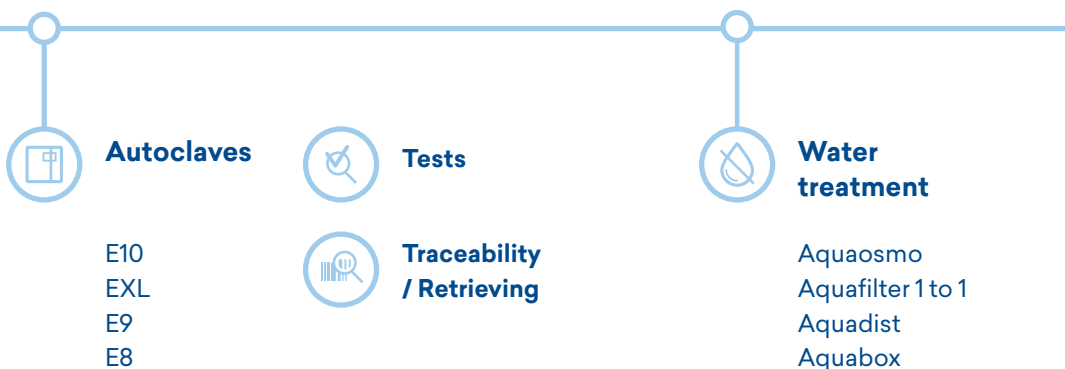 Autoclaves
E10
EXL
E9
E8
Tests
Traceability
/ Retrieving
Water
treatment
Aquaosmo
Aquafilter 1 to 1
Aquadist
Aquabox